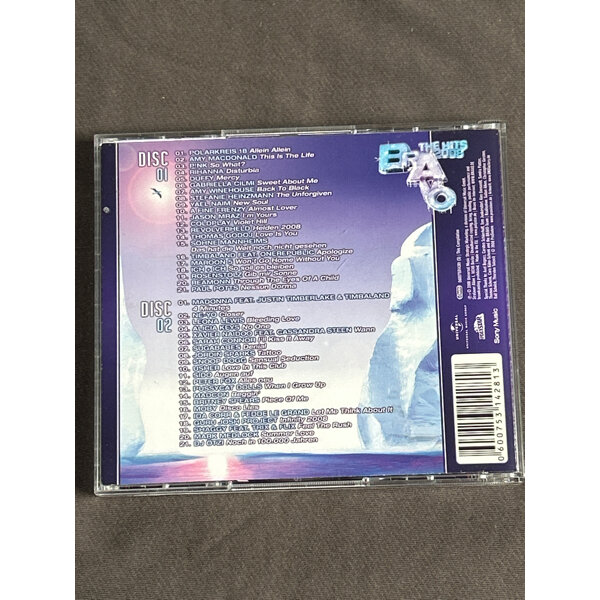 THE HITS
2008
BRAVO
DISC
01
01. POLARKREIS 18 Allein Allein
02. AMY MACDONALD This Is The Life
03. P!NK So What?
04. RIHANNA Disturbia
05. DUFFY Mercy
06. GABRIELLA CILMI Sweet About Me
07. AMY WINEHOUSE Back To Black
08. STEFANIE HEINZMANN The Unforgiven
09. YAEL NAIM New Soul
10. A FINE FRENZY Almost Lover
11. JASON MRAZ I'm Yours
12. COLDPLAY Violet Hill
13. REVOLVERHELD Helden 2008
14. THOMAS GODOJ Love Is You
15. SÖHNE MANNHEIMS
Das hat die Welt noch nicht gesehen
16. TIMBALAND FEAT. ONEREPUBLIC Apologize
17. MAROON 5 Won't Go Home Without You
18. ICH + ICH So soll es bleiben
19. ROSENSTOLZ Gib mir Sonne
20. REAMONN Through The Eyes Of A Child
21. PAUL POTTS Nessun Dorma
DISC
02
01. MADONNA FEAT. JUSTIN TIMBERLAKE & TIMBALAND
4 Minutes
02. NE-YO Closer
03. LEONA LEWIS Bleeding Love
04. ALICIA KEYS No One
05. XAVIER NAIDOO FEAT. CASSANDRA STEEN Wann
06. SARAH CONNOR I'll Kiss It Away
07. SUGABABES Denial
08. JORDIN SPARKS Tattoo
09. SNOOP DOGG Sensual Seduction
10. USHER Love In This Club
11. SIDO Augen auf
12. PETER FOX Alles neu
13. PUSSYCAT DOLLS When I Grow Up
14. MADCON Beggin'
15. BRITNEY SPEARS Piece Of Me
16. MOBY Disco Lies
17. IDA CORR & FEDDE LE GRAND Let Me Think About It
18. GURU JOSH PROJECT Infinity 2008
19. SHAGGY FEAT. TRIX & FLIX Feel The Rush
20. MARK MEDLOCK Summer Love
21. DJ ÖTZI Noch in 100.000 Jahren
UNIVERSAL
Sony Music
0 600753 142813